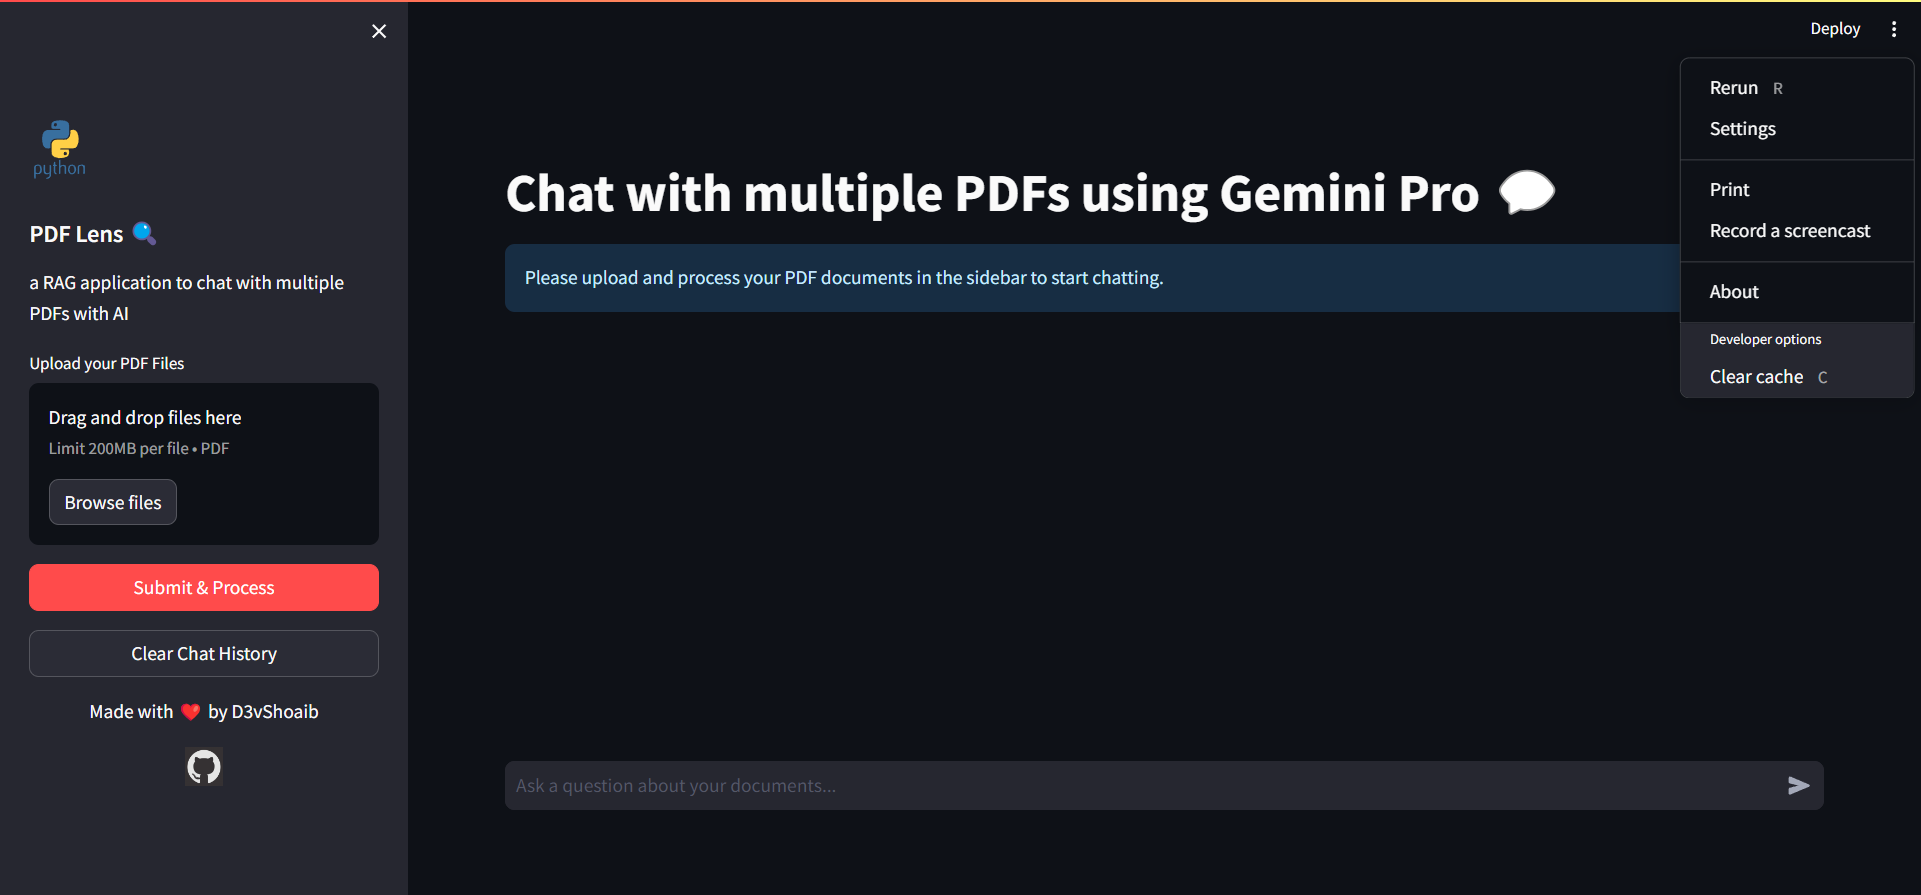 python
PDF Lens 🔍
a RAG application to chat with multiple
PDFs with AI
Upload your PDF Files
Drag and drop files here
Limit 200MB per file • PDF
Browse files
Submit & Process
Clear Chat History
Made with ❤️ by D3vShoaib
Deploy
Chat with multiple PDFs using Gemini Pro 💬
Please upload and process your PDF documents in the sidebar to start chatting.
Ask a question about your documents...
Rerun R
Settings
Print
Record a screencast
About
Developer options
Clear cache C